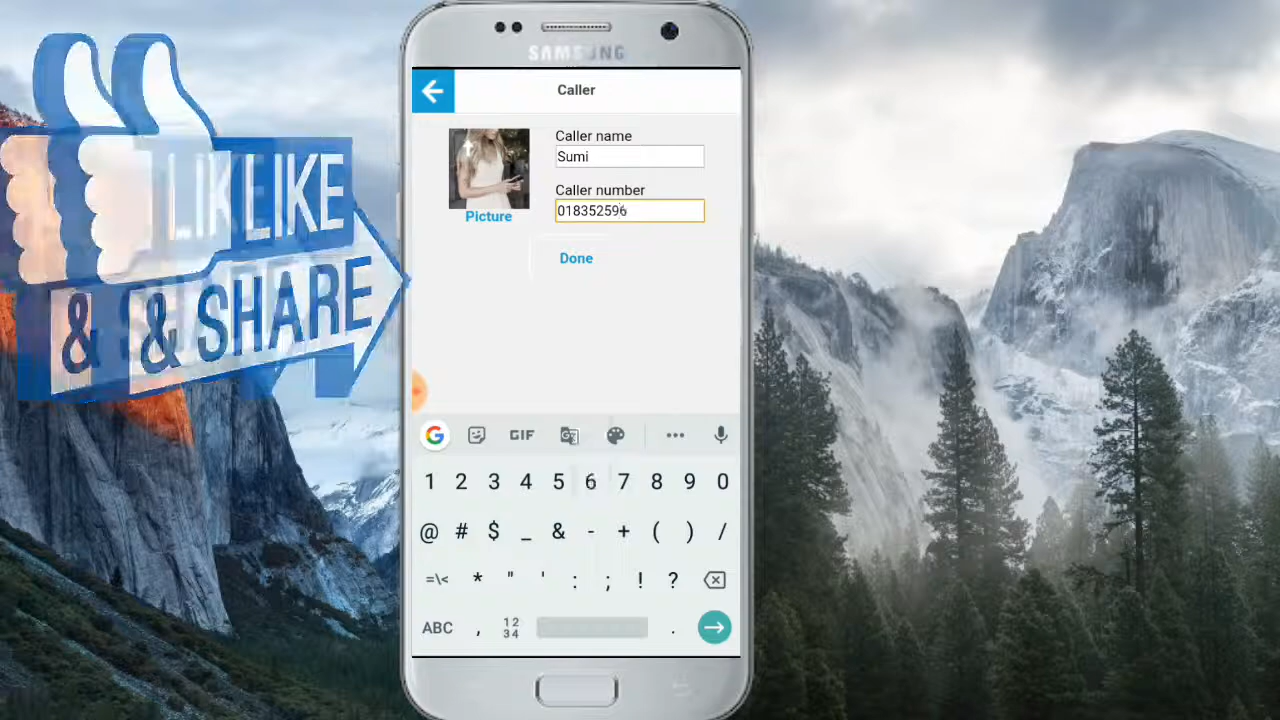 SAMSUNG
Caller
Caller name
Sumi
Caller number
018352596
Picture
Done
LIKE
& SHARE
&
GIF
1 2 3 4 5 6 7 8 9 0
@ # $ _ & - + ( ) /
=\< * " ' : ; ! ?
ABC , 12 34 .